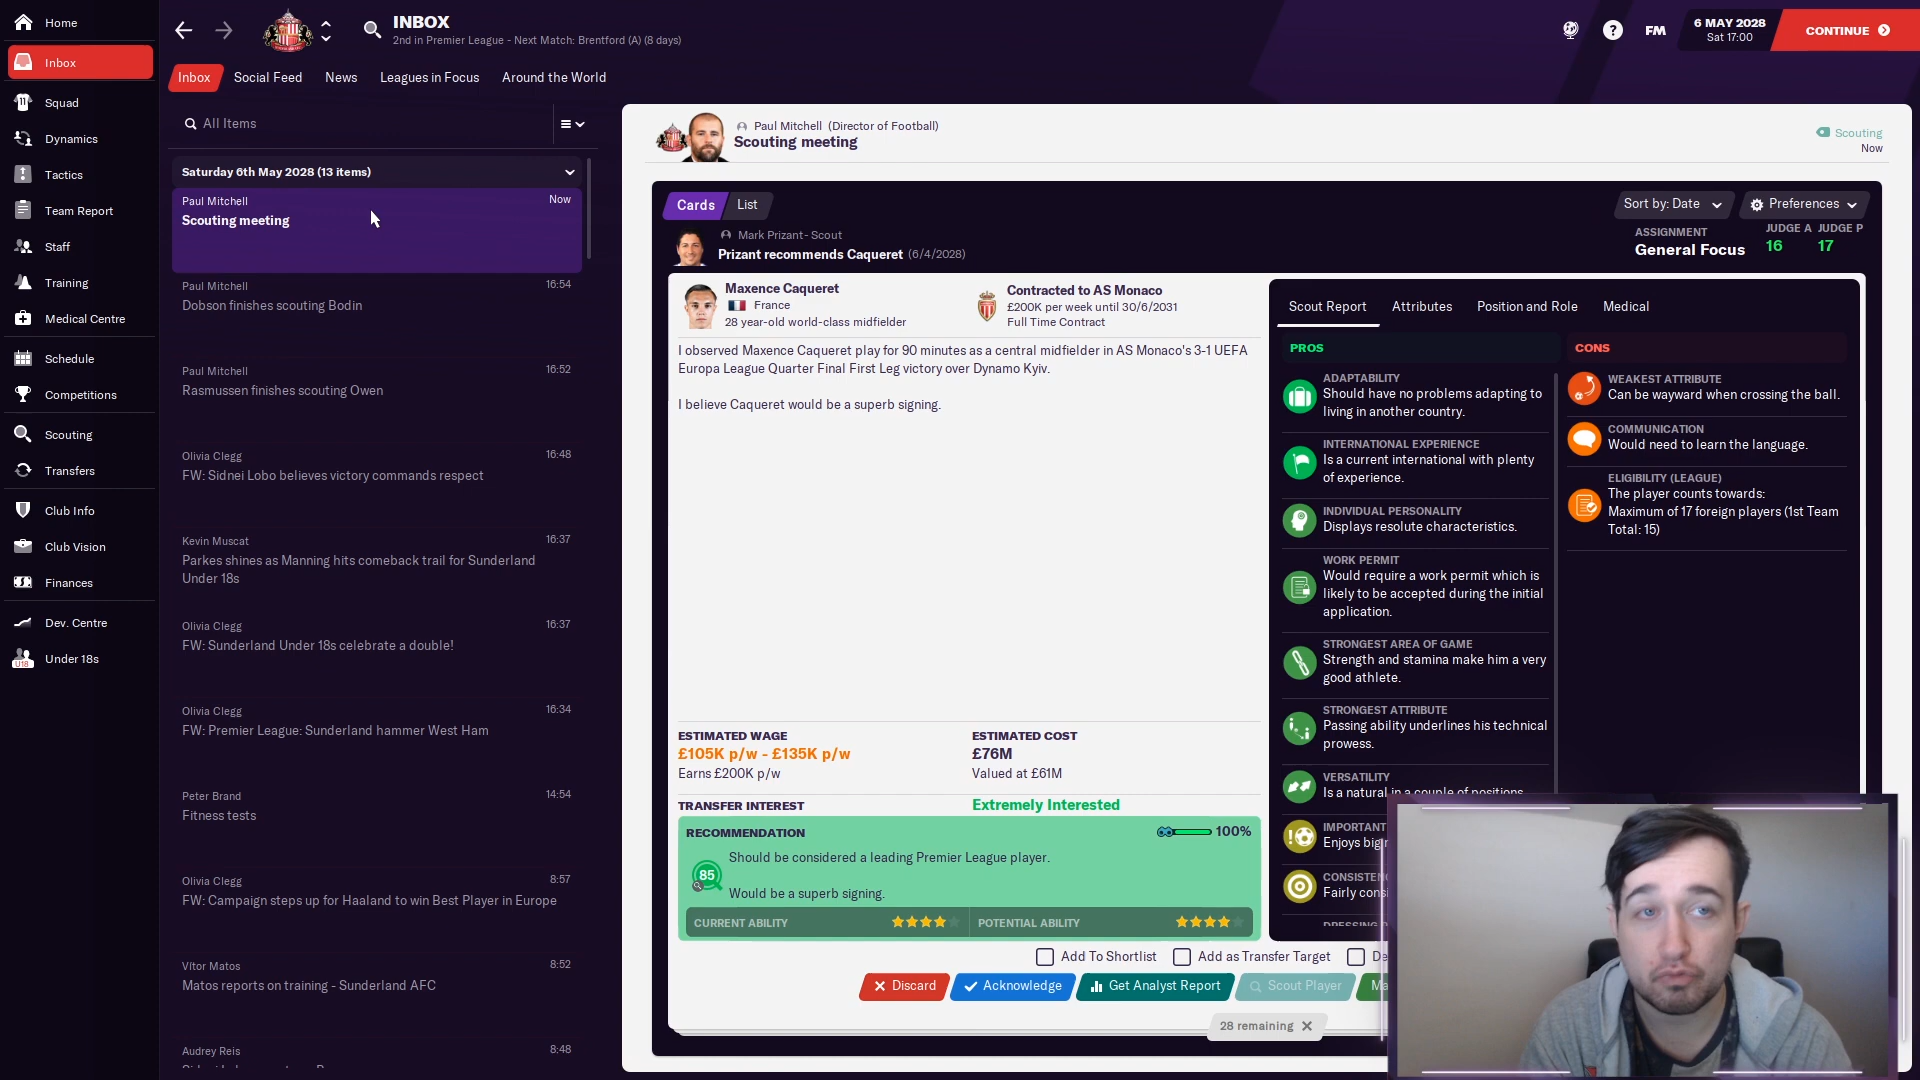 Home
Inbox
Squad
Dynamics
Tactics
Team Report
Staff
Training
Medical Centre
Schedule
Competitions
Scouting
Transfers
Club Info
Club Vision
Finances
Dev. Centre
Under 18s
INBOX
2nd in Premier League - Next Match: Brentford (A) (8 days)
FM
6 MAY 2028
Sat 17:00
CONTINUE
Inbox
Social Feed
News
Leagues in Focus
Around the World
All Items
Saturday 6th May 2028 (13 items)
Paul Mitchell
Now
Scouting meeting
Paul Mitchell
16:54
Dobson finishes scouting Bodin
Paul Mitchell
16:52
Rasmussen finishes scouting Owen
Olivia Clegg
16:48
FW: Sidnei Lobo believes victory commands respect
Kevin Muscat
16:37
Parkes shines as Manning hits comeback trail for Sunderland
Under 18s
Olivia Clegg
16:37
FW: Sunderland Under 18s celebrate a double!
Olivia Clegg
16:34
FW: Premier League: Sunderland hammer West Ham
Peter Brand
14:54
Fitness tests
Olivia Clegg
8:57
FW: Campaign steps up for Haaland to win Best Player in Europe
Vítor Matos
8:52
Matos reports on training - Sunderland AFC
Audrey Reis
8:48
Paul Mitchell (Director of Football)
Scouting meeting
Scouting
Now
Cards
List
Sort by: Date
Preferences
Mark Prizant- Scout
Prizant recommends Caqueret (6/4/2028)
ASSIGNMENT
General Focus
JUDGE A
16
JUDGE P
17
Maxence Caqueret
France
28 year-old world-class midfielder
Contracted to AS Monaco
£200K per week until 30/6/2031
Full Time Contract
I observed Maxence Caqueret play for 90 minutes as a central midfielder in AS Monaco's 3-1 UEFA
Europa League Quarter Final First Leg victory over Dynamo Kyiv.
I believe Caqueret would be a superb signing.
ESTIMATED WAGE
£105K p/w - £135K p/w
Earns £200K p/w
ESTIMATED COST
£76M
Valued at £61M
TRANSFER INTEREST
Extremely Interested
RECOMMENDATION
100%
Should be considered a leading Premier League player.
85
Would be a superb signing.
CURRENT ABILITY
POTENTIAL ABILITY
Scout Report
Attributes
Position and Role
Medical
PROS
ADAPTABILITY
Should have no problems adapting to
living in another country.
INTERNATIONAL EXPERIENCE
Is a current international with plenty
of experience.
INDIVIDUAL PERSONALITY
Displays resolute characteristics.
WORK PERMIT
Would require a work permit which is
likely to be accepted during the initial
application.
STRONGEST AREA OF GAME
Strength and stamina make him a very
good athlete.
STRONGEST ATTRIBUTE
Passing ability underlines his technical
prowess.
VERSATILITY
Is a natural in a couple of positions
IMPORTANT
Enjoys big
CONSISTEN
Fairly consi
CONS
WEAKEST ATTRIBUTE
Can be wayward when crossing the ball.
COMMUNICATION
Would need to learn the language.
ELIGIBILITY (LEAGUE)
The player counts towards:
Maximum of 17 foreign players (1st Team
Total: 15)
Add To Shortlist
Add as Transfer Target
De
Discard
Acknowledge
Get Analyst Report
Scout Player
Ma
28 remaining